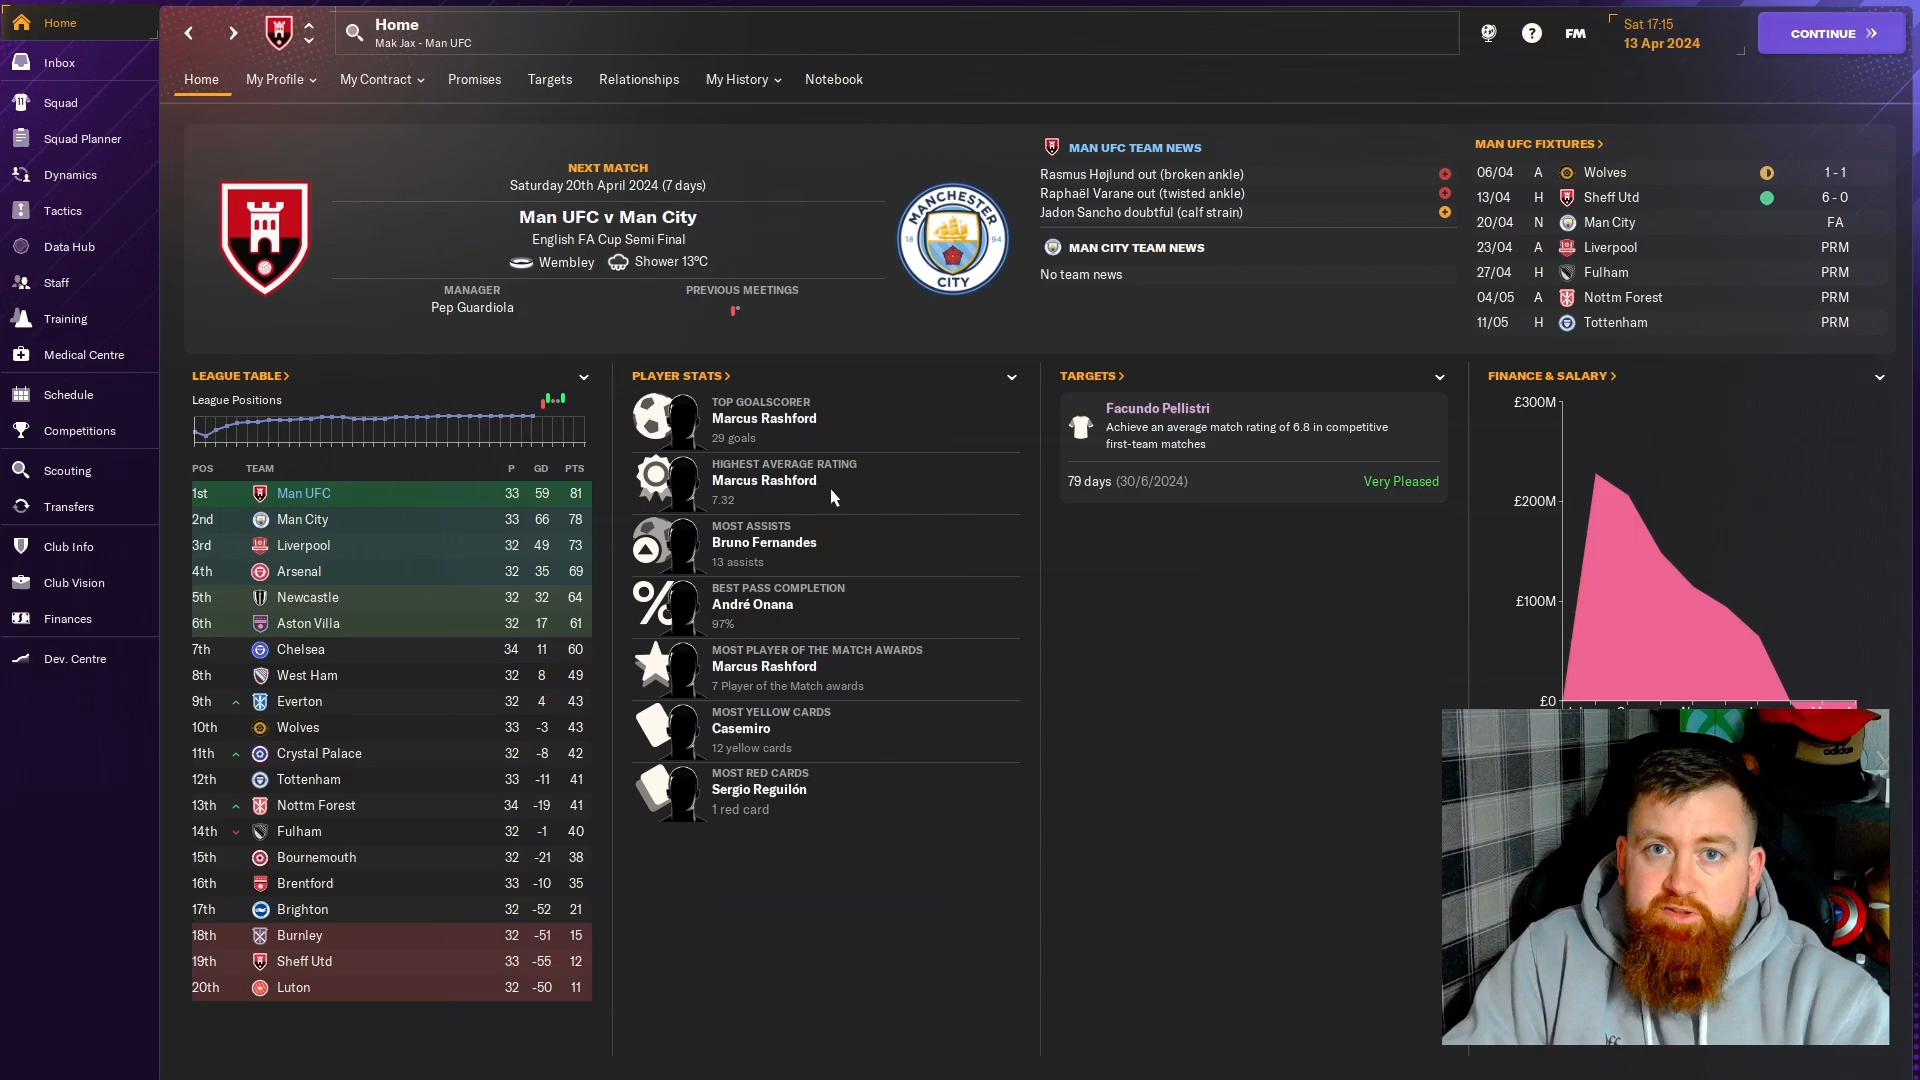 Home
Inbox
Squad
Squad Planner
Dynamics
Tactics
Data Hub
Staff
Training
Medical Centre
Schedule
Competitions
Scouting
Transfers
Club Info
Club Vision
Finances
Dev. Centre
Home
Mak Jax - Man UFC
FM
Sat 17:15
13 Apr 2024
CONTINUE
Home My Profile My Contract Promises Targets Relationships My History Notebook
NEXT MATCH
Saturday 20th April 2024 (7 days)
Man UFC v Man City
English FA Cup Semi Final
Wembley Shower 13ºC
MANAGER
Pep Guardiola
PREVIOUS MEETINGS
MANCHESTER
18 94
CITY
MAN UFC TEAM NEWS
Rasmus Højlund out (broken ankle)
Raphaël Varane out (twisted ankle)
Jadon Sancho doubtful (calf strain)
MAN CITY TEAM NEWS
No team news
MAN UFC FIXTURES >
06/04 A Wolves 1 - 1
13/04 H Sheff Utd 6 - 0
20/04 N Man City FA
23/04 A Liverpool PRM
27/04 H Fulham PRM
04/05 A Nottm Forest PRM
11/05 H Tottenham PRM
LEAGUE TABLE >
League Positions
POS TEAM P GD PTS
1st Man UFC 33 59 81
2nd Man City 33 66 78
3rd Liverpool 32 49 73
4th Arsenal 32 35 69
5th Newcastle 32 32 64
6th Aston Villa 32 17 61
7th Chelsea 34 11 60
8th West Ham 32 8 49
9th Everton 32 4 43
10th Wolves 33 -3 43
11th Crystal Palace 32 -8 42
12th Tottenham 33 -11 41
13th Nottm Forest 34 -19 41
14th Fulham 32 -1 40
15th Bournemouth 32 -21 38
16th Brentford 33 -10 35
17th Brighton 32 -52 21
18th Burnley 32 -51 15
19th Sheff Utd 33 -55 12
20th Luton 32 -50 11
PLAYER STATS >
TOP GOALSCORER
Marcus Rashford
29 goals
HIGHEST AVERAGE RATING
Marcus Rashford
7.32
MOST ASSISTS
Bruno Fernandes
13 assists
BEST PASS COMPLETION
André Onana
97%
MOST PLAYER OF THE MATCH AWARDS
Marcus Rashford
7 Player of the Match awards
MOST YELLOW CARDS
Casemiro
12 yellow cards
MOST RED CARDS
Sergio Reguilón
1 red card
TARGETS >
Facundo Pellistri
Achieve an average match rating of 6.8 in competitive
first-team matches
79 days (30/6/2024) Very Pleased
FINANCE & SALARY >
£300M
£200M
£100M
£0
adidas